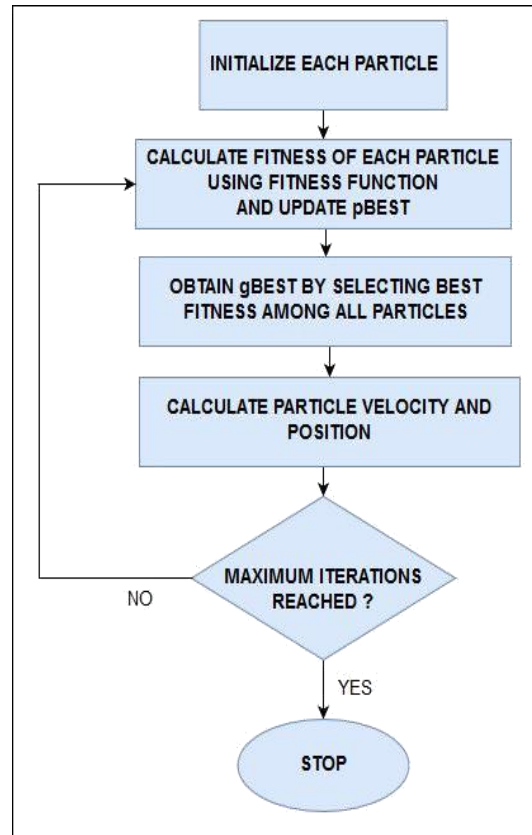 INITIALIZE EACH PARTICLE
CALCULATE FITNESS OF EACH PARTICLE
USING FITNESS FUNCTION
AND UPDATE pBEST
OBTAIN gBEST BY SELECTING BEST
FITNESS AMONG ALL PARTICLES
CALCULATE PARTICLE VELOCITY AND
POSITION
MAXIMUM ITERATIONS
REACHED ?
NO
YES
STOP